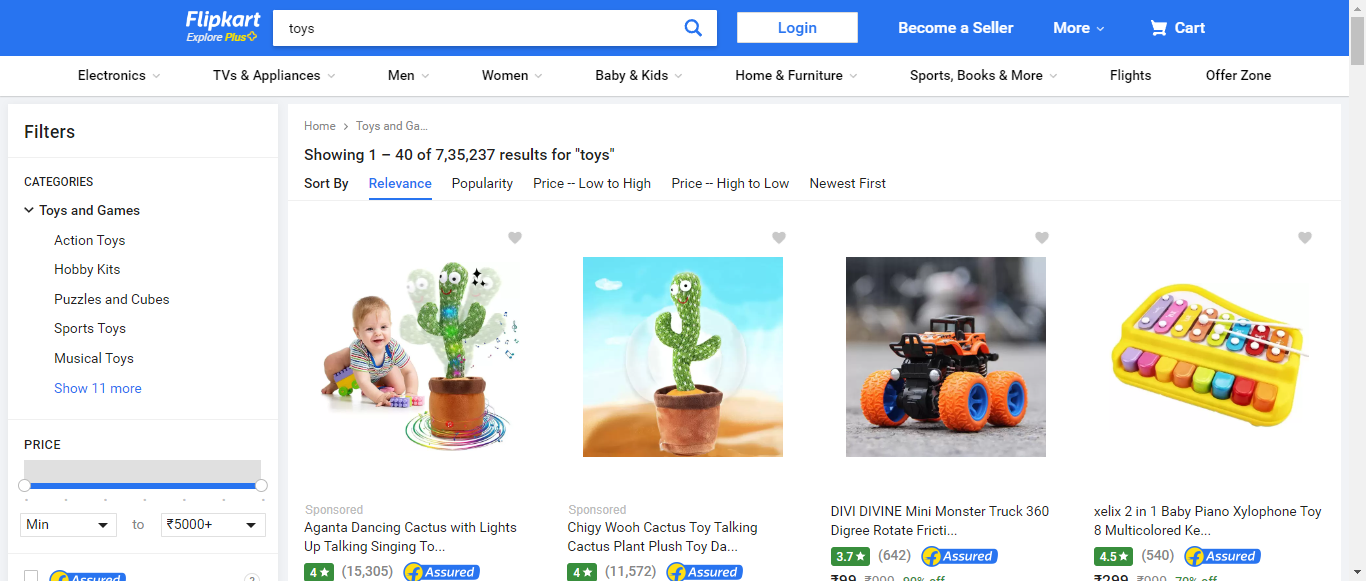 Flipkart
Explore Plus
toys
Login
Become a Seller
More
Cart
Electronics
TVs & Appliances
Men
Women
Baby & Kids
Home & Furniture
Sports, Books & More
Flights
Offer Zone
Filters
CATEGORIES
Toys and Games
Action Toys
Hobby Kits
Puzzles and Cubes
Sports Toys
Musical Toys
Show 11 more
PRICE
Min
to
₹5000+
Assured
?
Home
Toys and Ga...
Showing 1 – 40 of 7,35,237 results for "toys"
Sort By Relevance Popularity Price -- Low to High Price -- High to Low Newest First
Sponsored
Aganta Dancing Cactus with Lights
Up Talking Singing To...
4★ (15,305) Assured
Sponsored
Chigy Wooh Cactus Toy Talking
Cactus Plant Plush Toy Da...
4★ (11,572) Assured
DIVI DIVINE Mini Monster Truck 360
Digree Rotate Fricti...
3.7★ (642) Assured
₹99 ₹999 90% off
xelix 2 in 1 Baby Piano Xylophone Toy
8 Multicolored Ke...
4.5★ (540) Assured
₹299 ₹999 70% off